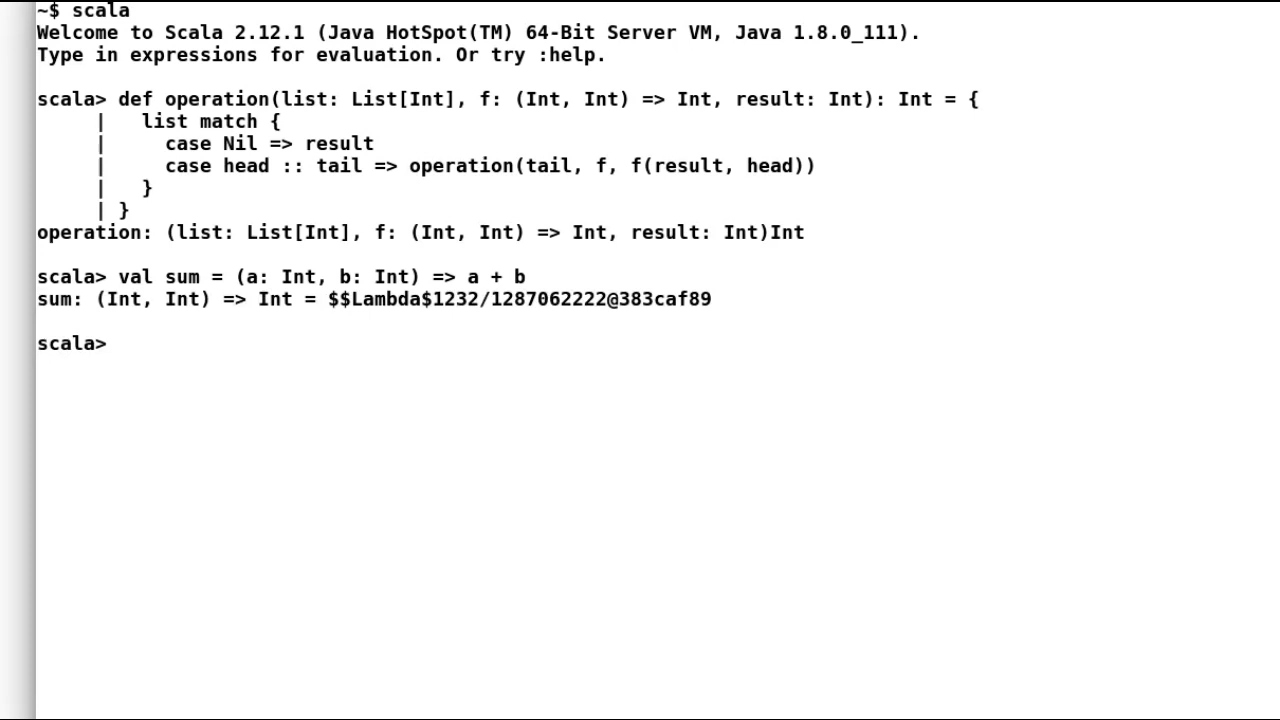 ~$ scala
Welcome to Scala 2.12.1 (Java HotSpot(TM) 64-Bit Server VM, Java 1.8.0_111).
Type in expressions for evaluation. Or try :help.
scala> def operation(list: List[Int], f: (Int, Int) => Int, result: Int): Int = {
     |   list match {
     |     case Nil => result
     |     case head :: tail => operation(tail, f, f(result, head))
     |   }
     | }
operation: (list: List[Int], f: (Int, Int) => Int, result: Int)Int
scala> val sum = (a: Int, b: Int) => a + b
sum: (Int, Int) => Int = $$Lambda$1232/1287062222@383caf89
scala>